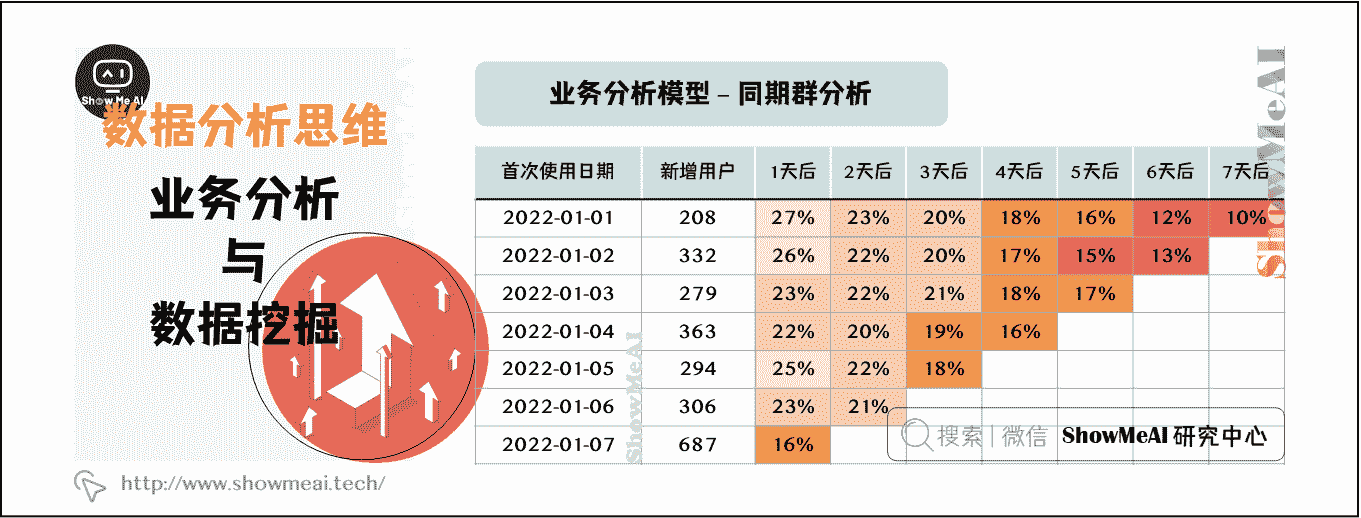 Show Me AI
数据分析思维
业务分析
与
数据挖掘
http://www.showmeai.tech/
业务分析模型 – 同期群分析
首次使用日期 新增用户 1天后 2天后 3天后 4天后 5天后 6天后 7天后
2022-01-01 208 27% 23% 20% 18% 16% 12% 10%
2022-01-02 332 26% 22% 20% 17% 15% 13%
2022-01-03 279 23% 22% 21% 18% 17%
2022-01-04 363 22% 20% 19% 16%
2022-01-05 294 25% 22% 18%
2022-01-06 306 23% 21%
2022-01-07 687 16%
搜索 | 微信 ShowMeAI 研究中心
ShowMeAI
ShowMeAI